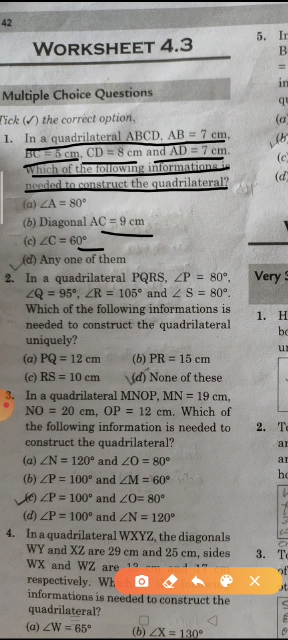 42
WORKSHEET 4.3
Multiple Choice Questions
Tick (✓) the correct option.
1. In a quadrilateral ABCD, AB = 7 cm,
BC = 5 cm, CD = 8 cm and AD = 7 cm.
Which of the following informations is
needed to construct the quadrilateral?
(a) ∠A = 80°
(b) Diagonal AC = 9 cm
(c) ∠C = 60°
(d) Any one of them
2. In a quadrilateral PQRS, ∠P = 80°,
∠Q = 95°, ∠R = 105° and ∠ S = 80°.
Which of the following informations is
needed to construct the quadrilateral
uniquely?
(a) PQ = 12 cm (b) PR = 15 cm
(c) RS = 10 cm (d) None of these
3. In a quadrilateral MNOP, MN = 19 cm,
NO = 20 cm, OP = 12 cm. Which of
the following information is needed to
construct the quadrilateral?
(a) ∠N = 120° and ∠O = 80°
(b) ∠P = 100° and ∠M = 60°
(c) ∠P = 100° and ∠O= 80°
(d) ∠P = 100° and ∠N = 120°
4. In a quadrilateral WXYZ, the diagonals
WY and XZ are 29 cm and 25 cm, sides
WX and WZ are
respectively.
informations is needed to construct the
quadrilateral?
(a) ∠W = 65° (b) ∠X = 130°
5. In
(a)
(b)
(c)
(d)
Very
1.
2.
3.